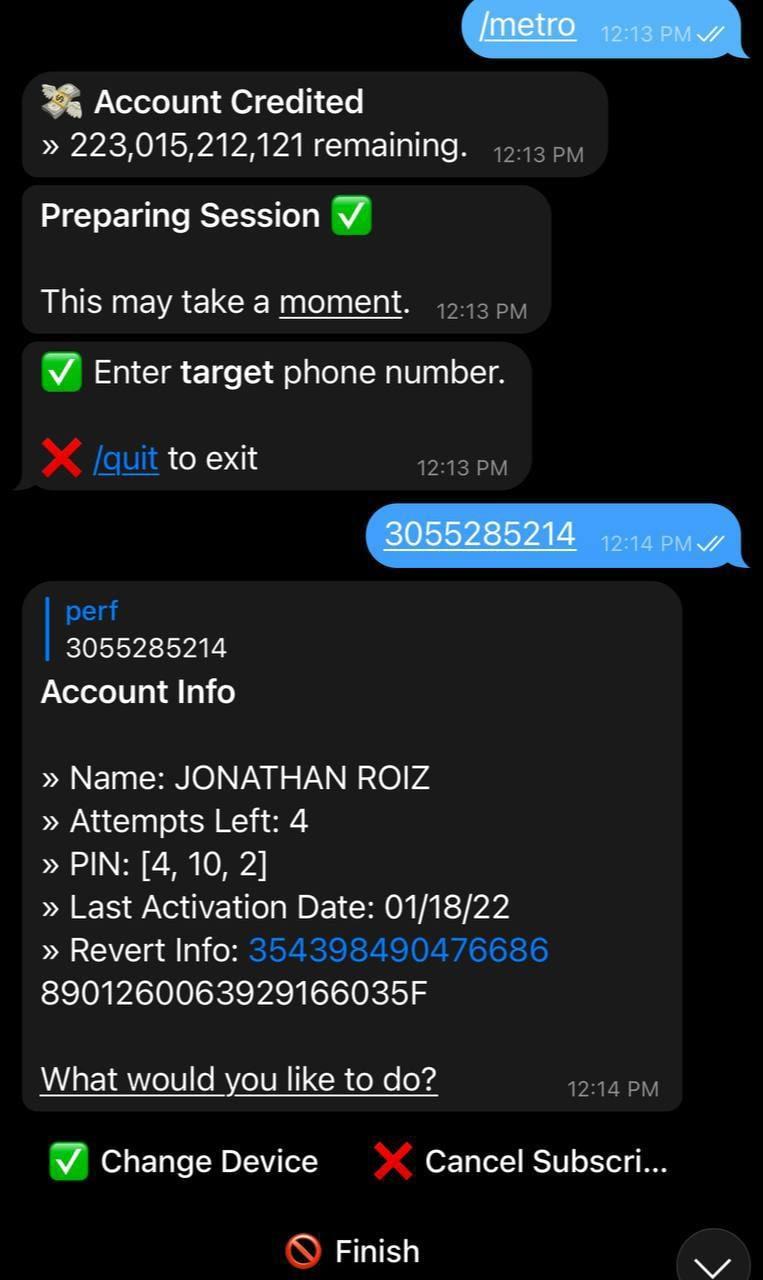 /metro 12:13 PM
Account Credited
» 223,015,212,121 remaining. 12:13 PM
Preparing Session
This may take a moment. 12:13 PM
Enter target phone number.
/quit to exit 12:13 PM
3055285214 12:14 PM
perf
3055285214
Account Info
» Name: JONATHAN ROIZ
» Attempts Left: 4
» PIN: [4, 10, 2]
» Last Activation Date: 01/18/22
» Revert Info: 354398490476686
8901260063929166035F
What would you like to do? 12:14 PM
Change Device Cancel Subscri...
Finish